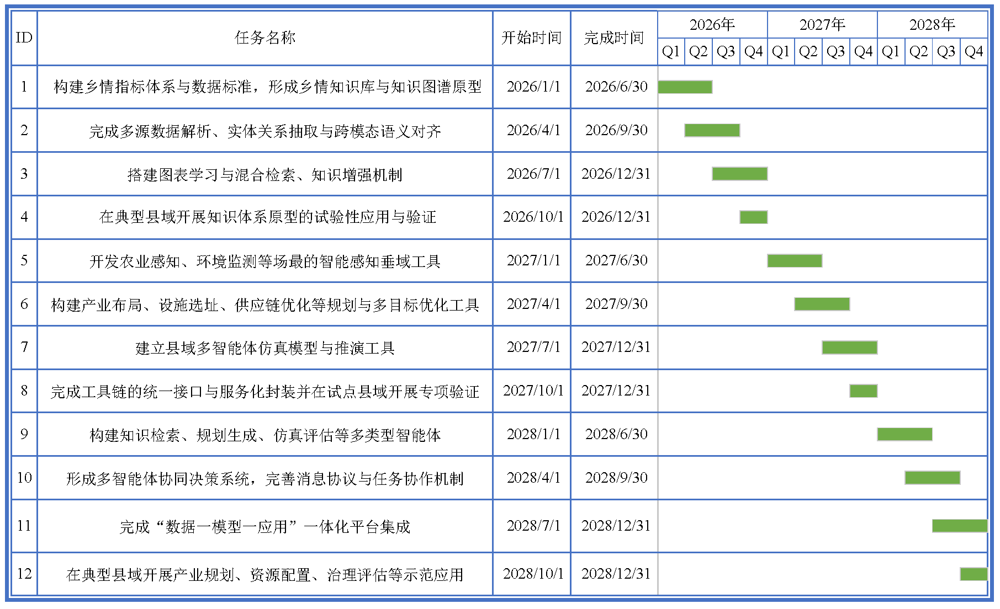 ID 任务名称 开始时间 完成时间 2026年 2027年 2028年
Q1 Q2 Q3 Q4 Q1 Q2 Q3 Q4 Q1 Q2 Q3 Q4
1 构建乡情指标体系与数据标准，形成乡情知识库与知识图谱原型 2026/1/1 2026/6/30
2 完成多源数据解析、实体关系抽取与跨模态语义对齐 2026/4/1 2026/9/30
3 搭建图表学习与混合检索、知识增强机制 2026/7/1 2026/12/31
4 在典型县域开展知识体系原型的试验性应用与验证 2026/10/1 2026/12/31
5 开发农业感知、环境监测等场最的智能感知垂域工具 2027/1/1 2027/6/30
6 构建产业布局、设施选址、供应链优化等规划与多目标优化工具 2027/4/1 2027/9/30
7 建立县域多智能体仿真模型与推演工具 2027/7/1 2027/12/31
8 完成工具链的统一接口与服务化封装并在试点县域开展专项验证 2027/10/1 2027/12/31
9 构建知识检索、规划生成、仿真评估等多类型智能体 2028/1/1 2028/6/30
10 形成多智能体协同决策系统，完善消息协议与任务协作机制 2028/4/1 2028/9/30
11 完成“数据一模型一应用”一体化平台集成 2028/7/1 2028/12/31
12 在典型县域开展产业规划、资源配置、治理评估等示范应用 2028/10/1 2028/12/31